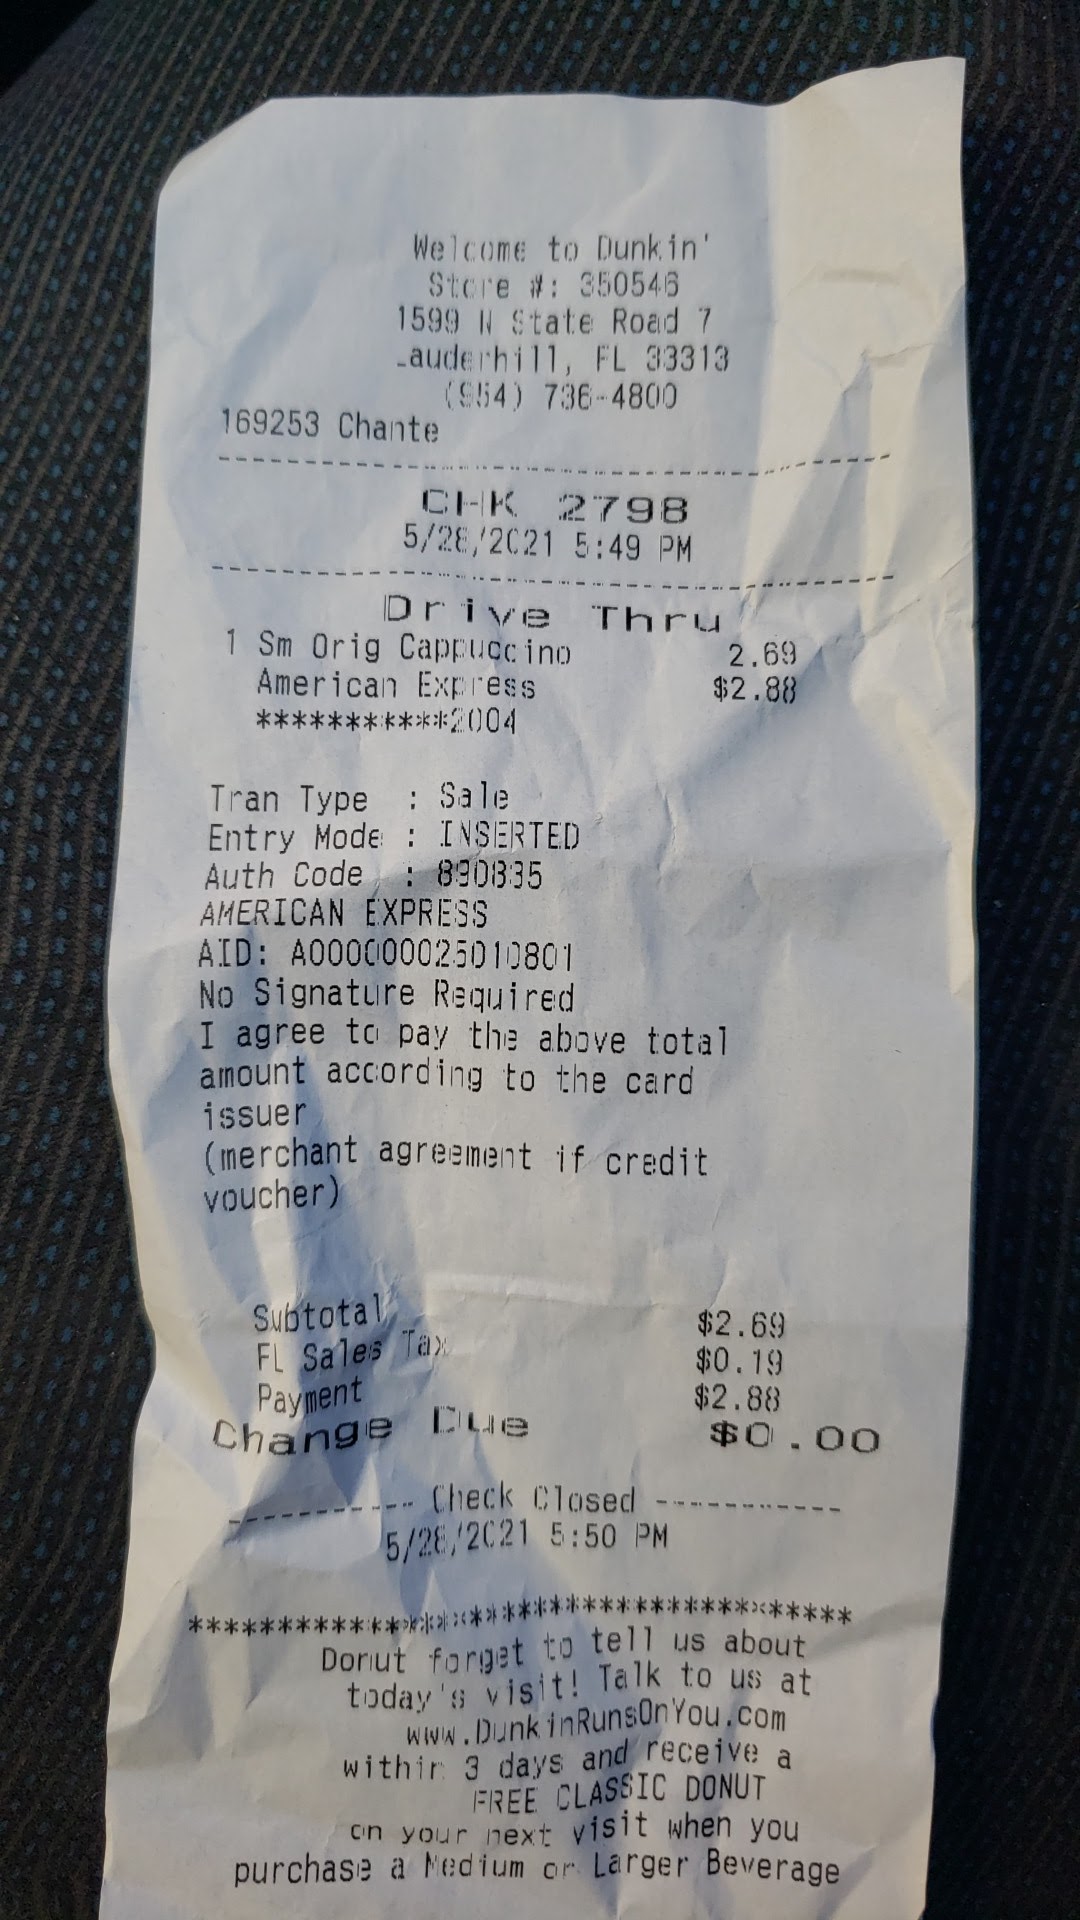 Welcome to Dunkin'
Store #: 350546
1599 N State Road 7
Lauderhill, FL 33313
(954) 736-4800
169253 Chante
CHK 2798
5/28/2021 5:49 PM
Drive Thru
1 Sm Orig Cappuccino 2.69
American Express $2.88
***********2004
Tran Type : Sale
Entry Mode : INSERTED
Auth Code : 890835
AMERICAN EXPRESS
AID: A000000025010801
No Signature Required
I agree to pay the above total
amount according to the card
issuer
(merchant agreement if credit
voucher)
Subtotal $2.69
FL Sales Tax $0.19
Payment $2.88
Change Due $0.00
---------- Check Closed ------------
5/28/2021 5:50 PM
******************************************
Donut forget to tell us about
today's visit! Talk to us at
www.DunkinRunsOnYou.com
within 3 days and receive a
FREE CLASSIC DONUT
on your next visit when you
purchase a Medium or Larger Beverage